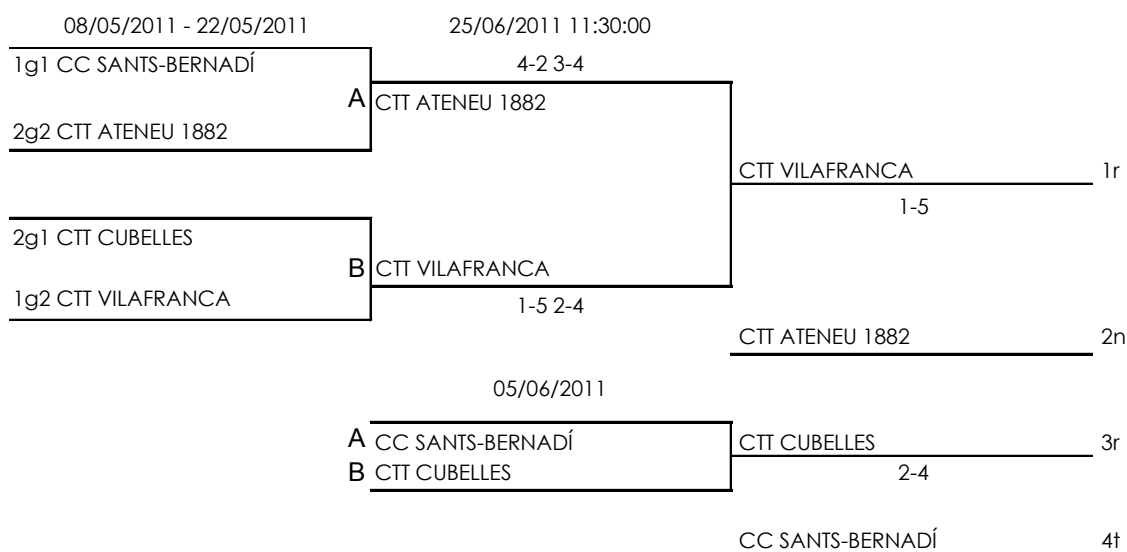 08/05/2011 - 22/05/2011 25/06/2011 11:30:00
1g1 CC SANTS-BERNADÍ 4-2 3-4
A CTT ATENEU 1882
2g2 CTT ATENEU 1882
CTT VILAFRANCA 1r
1-5
2g1 CTT CUBELLES
B CTT VILAFRANCA
1g2 CTT VILAFRANCA 1-5 2-4
CTT ATENEU 1882 2n
05/06/2011
A CC SANTS-BERNADÍ CTT CUBELLES 3r
B CTT CUBELLES 2-4
CC SANTS-BERNADÍ 4t